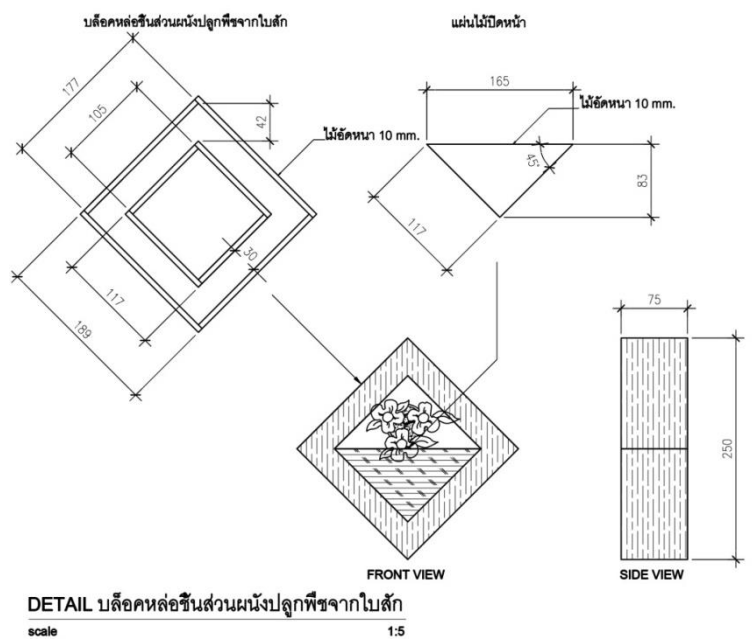 บล็อคหล่อชิ้นส่วนผนังปลูกพืชจากใบสัก
แผ่นไม้ปิดหน้า
177
105
42
ไม้อัดหนา 10 mm.
30
117
189
165
ไม้อัดหนา 10 mm.
45°
83
117
75
250
FRONT VIEW
SIDE VIEW
DETAIL บล็อคหล่อชิ้นส่วนผนังปลูกพืชจากใบสัก
scale 1:5